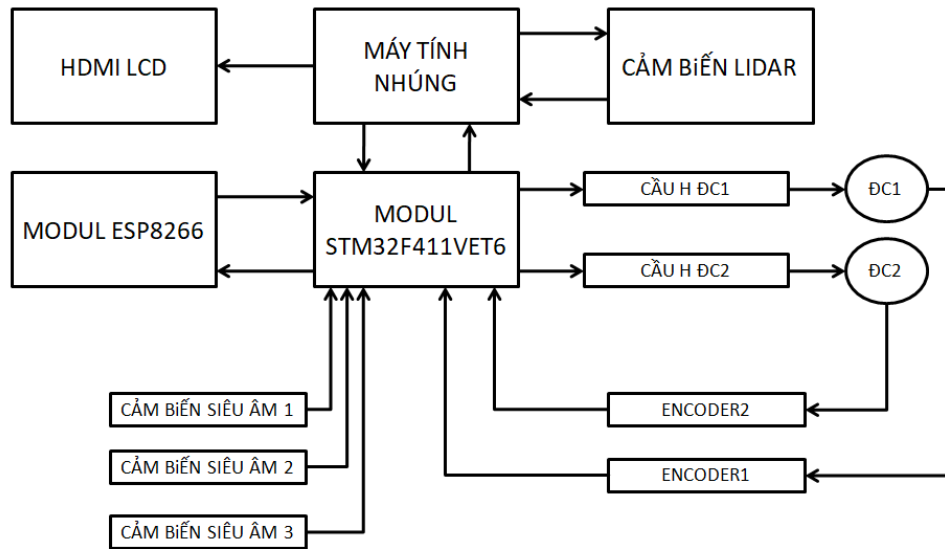 HDMI LCD
MÁY TÍNH
NHÚNG
CẢM BiẾN LIDAR
MODUL ESP8266
MODUL
STM32F411VET6
CẦU H ĐC1
ĐC1
CẦU H ĐC2
ĐC2
CẢM BiẾN SIÊU ÂM 1
ENCODER2
CẢM BiẾN SIÊU ÂM 2
ENCODER1
CẢM BiẾN SIÊU ÂM 3